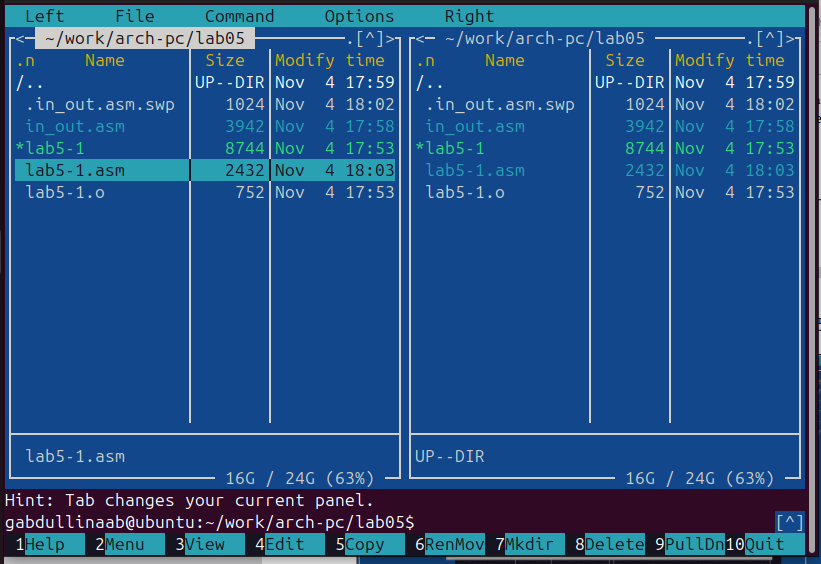 Left File Command Options Right
<─ ~/work/arch-pc/lab05 ─.[^]> <─ ~/work/arch-pc/lab05 ─.[^]>
.n Name Size Modify time .n Name Size Modify time
/.. UP--DIR Nov 4 17:59 /.. UP--DIR Nov 4 17:59
.in_out.asm.swp 1024 Nov 4 18:02 .in_out.asm.swp 1024 Nov 4 18:02
in_out.asm 3942 Nov 4 17:58 in_out.asm 3942 Nov 4 17:58
*lab5-1 8744 Nov 4 17:53 *lab5-1 8744 Nov 4 17:53
lab5-1.asm 2432 Nov 4 18:03 lab5-1.asm 2432 Nov 4 18:03
lab5-1.o 752 Nov 4 17:53 lab5-1.o 752 Nov 4 17:53
lab5-1.asm UP--DIR
16G / 24G (63%) 16G / 24G (63%)
Hint: Tab changes your current panel.
gabdullinaab@ubuntu:~/work/arch-pc/lab05$ [^]
1Help 2Menu 3View 4Edit 5Copy 6RenMov 7Mkdir 8Delete 9PullDn 10Quit